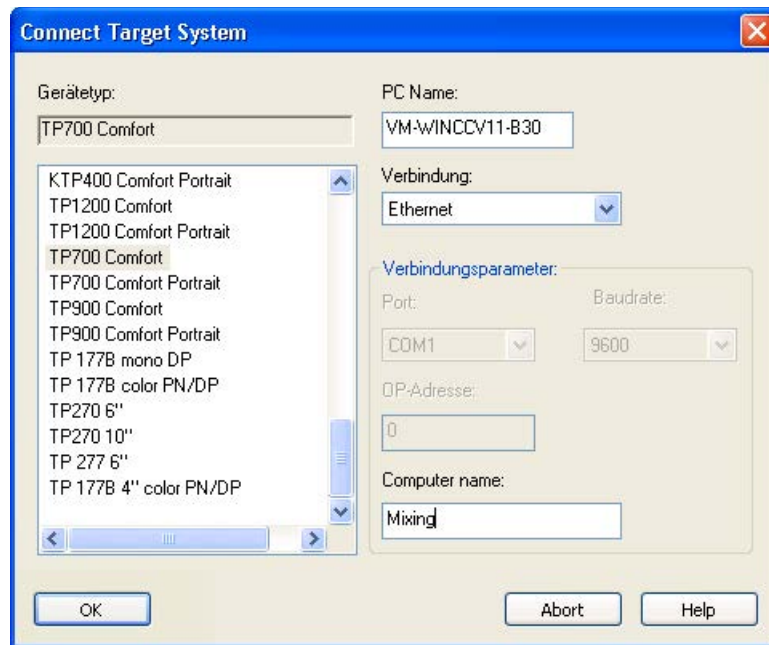 Connect Target System
Gerätetyp:
TP700 Comfort
KTP400 Comfort Portrait
TP1200 Comfort
TP1200 Comfort Portrait
TP700 Comfort
TP700 Comfort Portrait
TP900 Comfort
TP900 Comfort Portrait
TP 177B mono DP
TP 177B color PN/DP
TP270 6"
TP270 10"
TP 277 6"
TP 177B 4" color PN/DP
PC Name:
VM-WINCCV11-B30
Verbindung:
Ethernet
Verbindungsparameter:
Port:
COM1
Baudrate:
9600
OP-Adresse:
0
Computer name:
Mixing
OK
Abort
Help